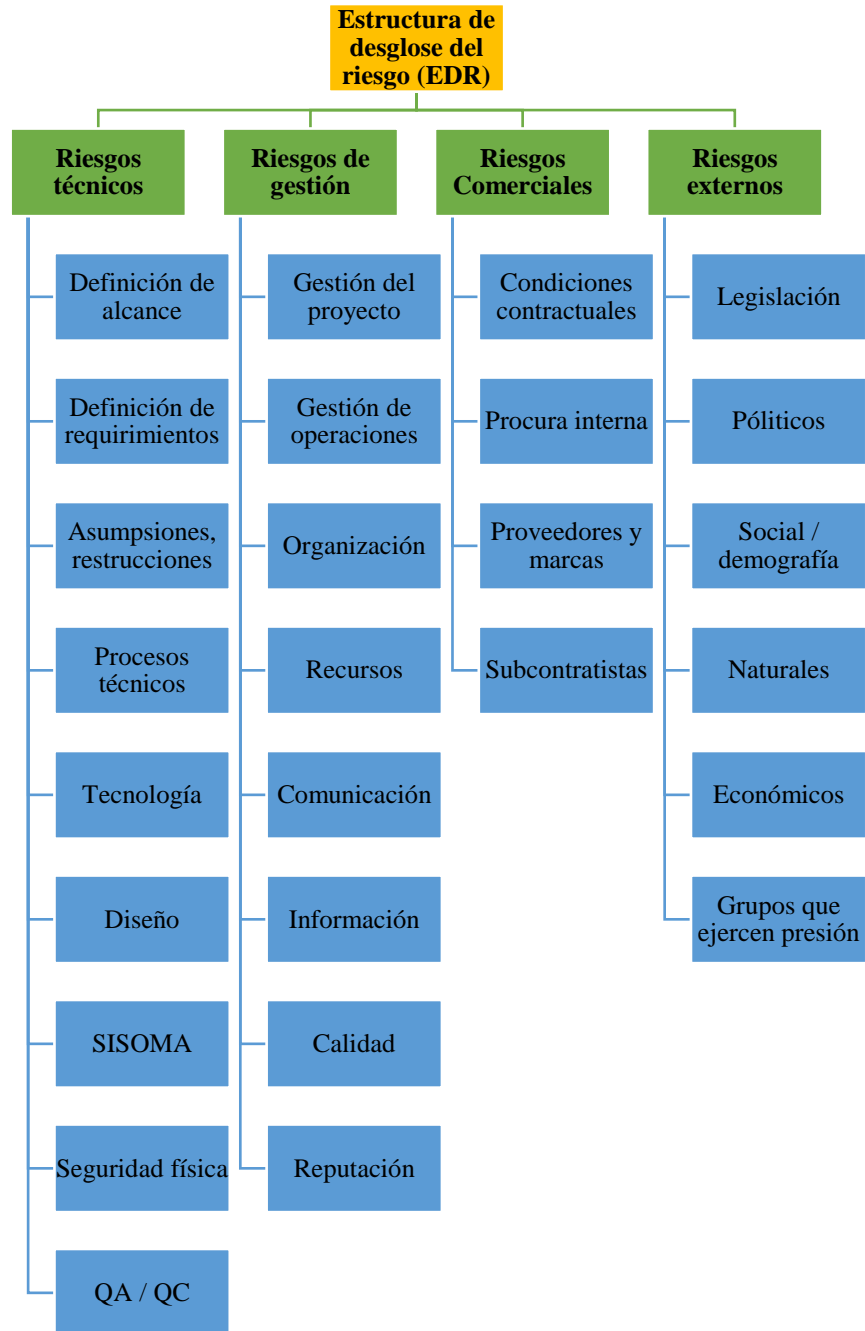 Estructura de
desglose del
riesgo (EDR)
Riesgos
técnicos
Definición de
alcance
Definición de
requirimientos
Asumpsiones,
restrucciones
Procesos
técnicos
Tecnología
Diseño
SISOMA
Seguridad física
QA / QC
Riesgos de
gestión
Gestión del
proyecto
Gestión de
operaciones
Organización
Recursos
Comunicación
Información
Calidad
Reputación
Riesgos
Comerciales
Condiciones
contractuales
Procura interna
Proveedores y
marcas
Subcontratistas
Riesgos
externos
Legislación
Póliticos
Social /
demografía
Naturales
Económicos
Grupos que
ejercen presión